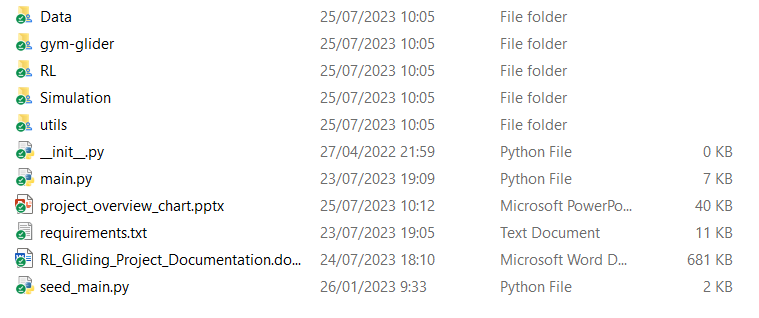 Data 25/07/2023 10:05 File folder
gym-glider 25/07/2023 10:05 File folder
RL 25/07/2023 10:05 File folder
Simulation 25/07/2023 10:05 File folder
utils 25/07/2023 10:05 File folder
__init__.py 27/04/2022 21:59 Python File 0 KB
main.py 23/07/2023 19:09 Python File 7 KB
project_overview_chart.pptx 25/07/2023 10:12 Microsoft PowerPo... 40 KB
requirements.txt 23/07/2023 19:05 Text Document 11 KB
RL_Gliding_Project_Documentation.do... 24/07/2023 18:10 Microsoft Word D... 681 KB
seed_main.py 26/01/2023 9:33 Python File 2 KB